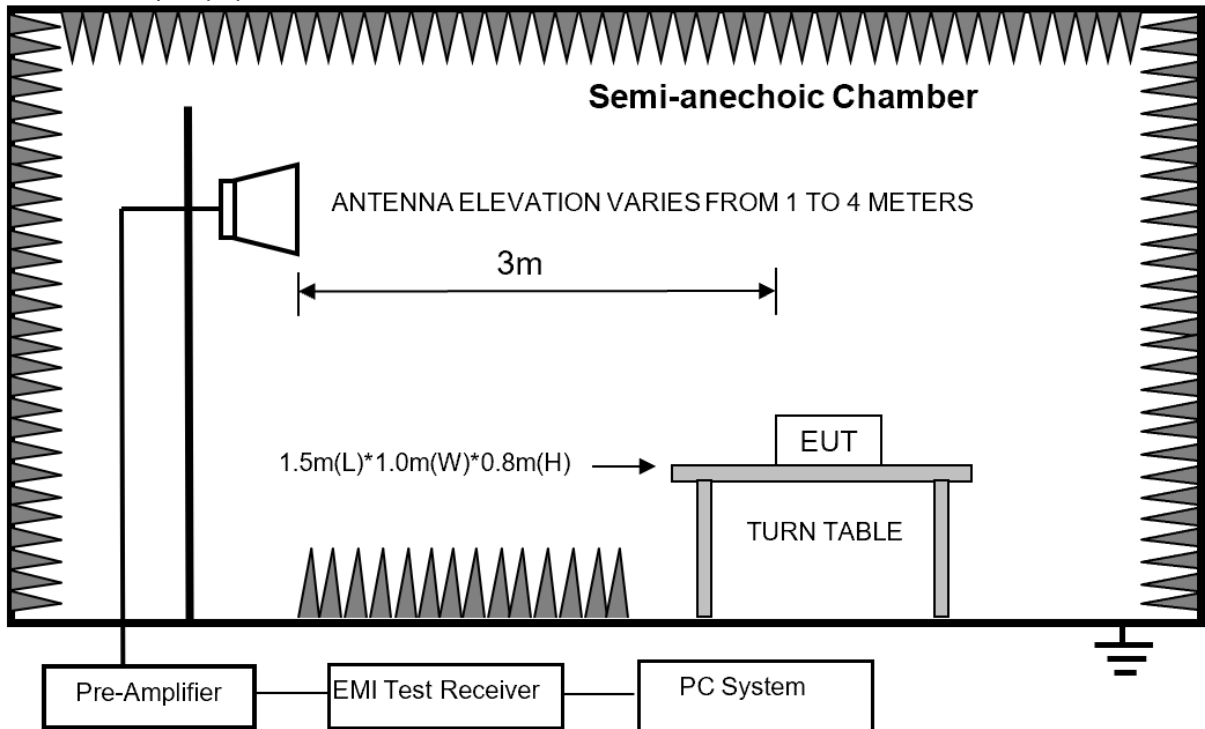 Semi-anechoic Chamber
ANTENNA ELEVATION VARIES FROM 1 TO 4 METERS
3m
EUT
1.5m(L)*1.0m(W)*0.8m(H)
TURN TABLE
Pre-Amplifier
EMI Test Receiver
PC System